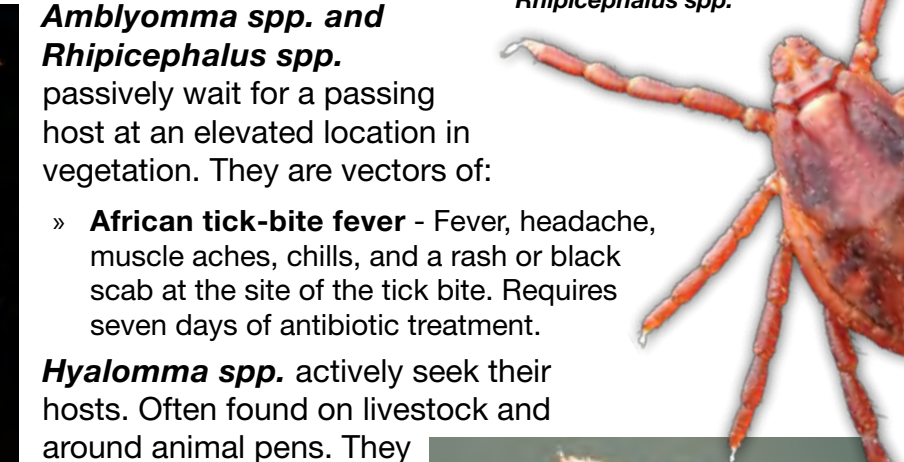 Rhipicephalus spp.
Amblyomma spp. and
Rhipicephalus spp.
passively wait for a passing
host at an elevated location in
vegetation. They are vectors of:
» African tick-bite fever - Fever, headache,
muscle aches, chills, and a rash or black
scab at the site of the tick bite. Requires
seven days of antibiotic treatment.
Hyalomma spp. actively seek their
hosts. Often found on livestock and
around animal pens. They